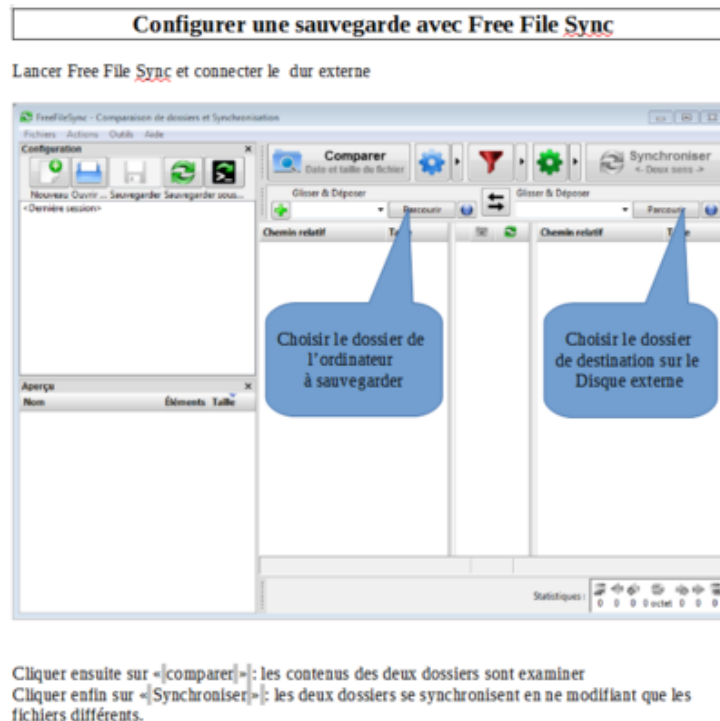 Configurer une sauvegarde avec Free File Sync
Lancer Free File Sync et connecter le dur externe
FreeFileSync - Comparaison de dossiers et Synchronisation
Fichiers Actions Outils Aide
Configuration
Nouveau Ouvrir ... Sauvegarder Sauvegarder sous...
<Dernière session>
Comparer
Date et taille du fichier
Synchroniser
<- Deux sens ->
Glisser & Déposer
Parcourir
Glisser & Déposer
Parcourir
Chemin relatif
Chemin relatif
Choisir le dossier de
l'ordinateur
à sauvegarder
Choisir le dossier
de destination sur le
Disque externe
Aperçu
Nom Éléments Taille
Statistiques :
0 0 0 0 octet 0 0 0
Cliquer ensuite sur « comparer » : les contenus des deux dossiers sont examiner
Cliquer enfin sur « Synchroniser » : les deux dossiers se synchronisent en ne modifiant que les
fichiers différents.